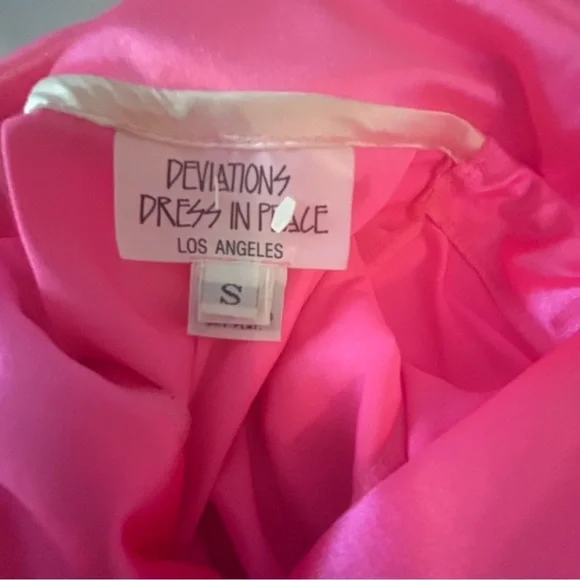 DEVIATIONS
DRESS IN PEACE
LOS ANGELES
S